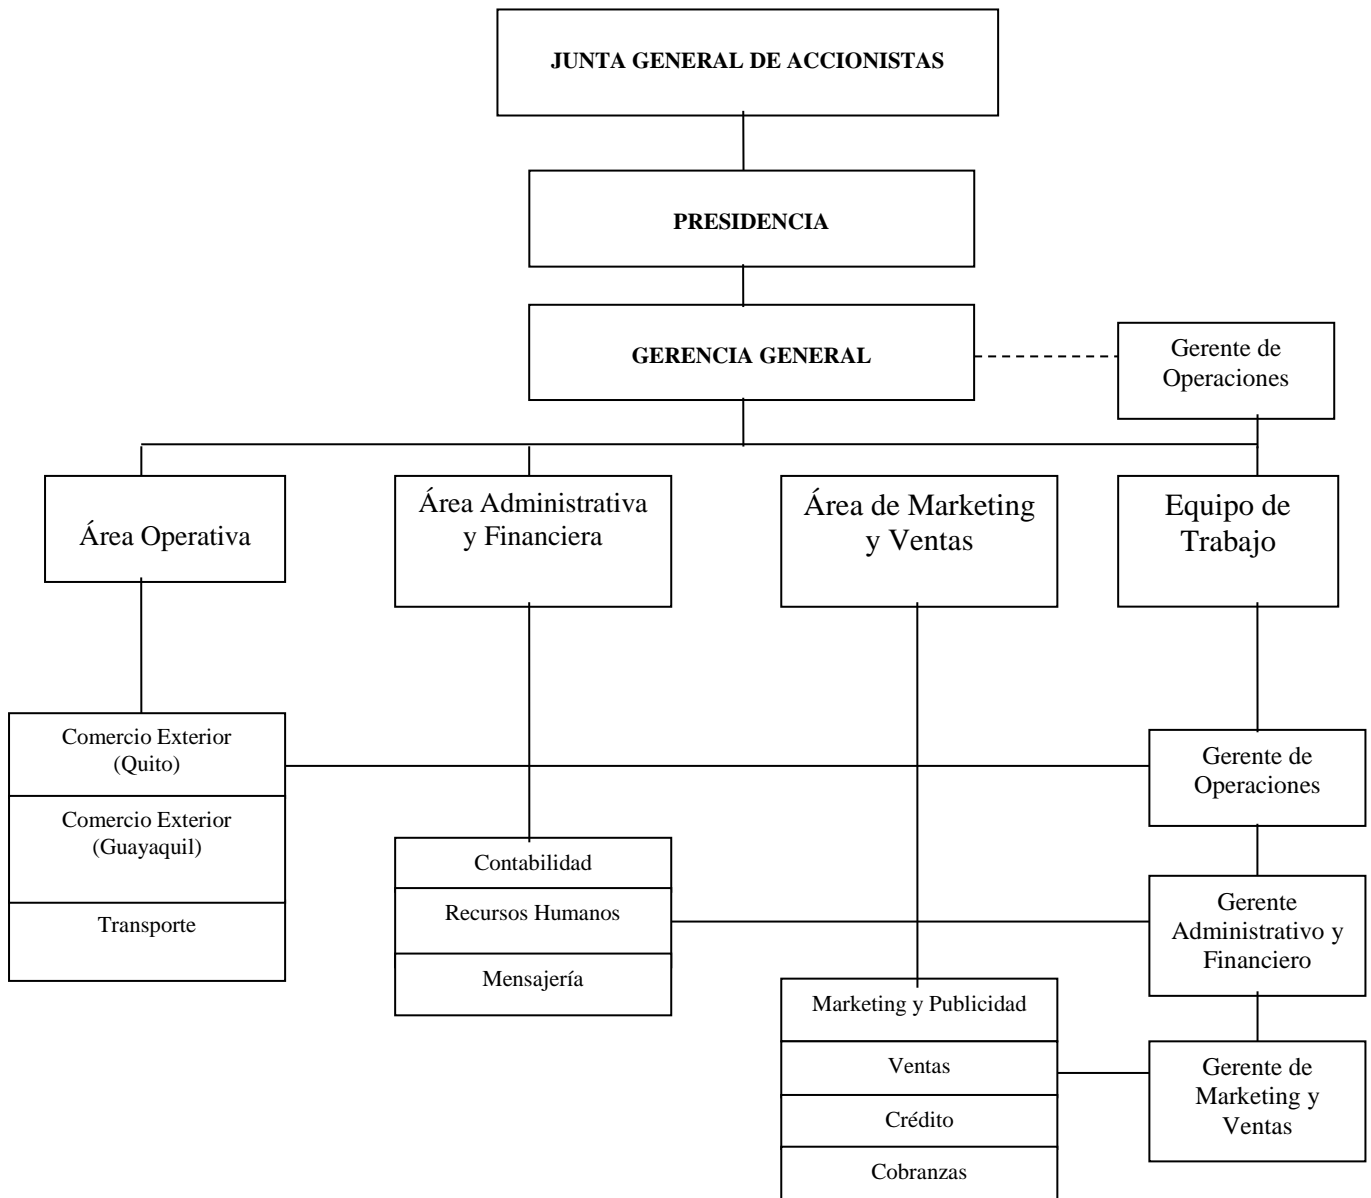 JUNTA GENERAL DE ACCIONISTAS
PRESIDENCIA
GERENCIA GENERAL
Gerente de
Operaciones
Área Operativa
Área Administrativa
y Financiera
Área de Marketing
y Ventas
Equipo de
Trabajo
Comercio Exterior
(Quito)
Comercio Exterior
(Guayaquil)
Transporte
Contabilidad
Recursos Humanos
Mensajería
Marketing y Publicidad
Ventas
Crédito
Cobranzas
Gerente de
Operaciones
Gerente
Administrativo y
Financiero
Gerente de
Marketing y
Ventas